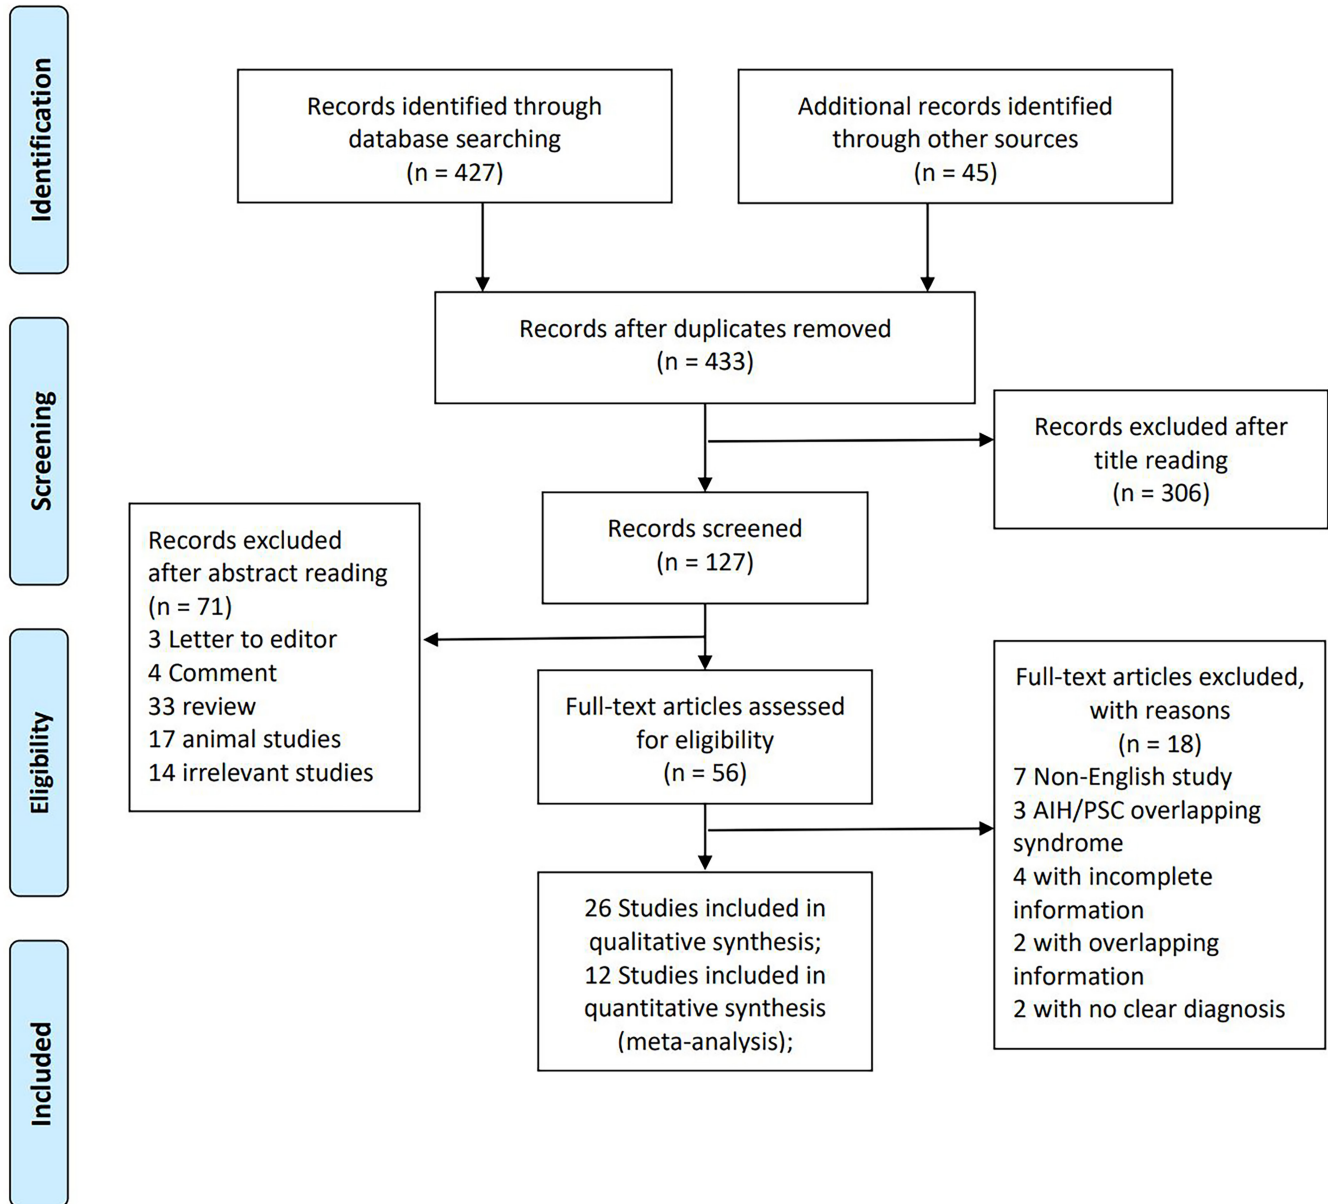 Identification
Records identified through
database searching
(n = 427)
Additional records identified
through other sources
(n = 45)
Records after duplicates removed
(n = 433)
Screening
Records excluded after
title reading
(n = 306)
Records screened
(n = 127)
Records excluded
after abstract reading
(n = 71)
3 Letter to editor
4 Comment
33 review
17 animal studies
14 irrelevant studies
Eligibility
Full-text articles assessed
for eligibility
(n = 56)
Full-text articles excluded,
with reasons
(n = 18)
7 Non-English study
3 AIH/PSC overlapping
syndrome
4 with incomplete
information
2 with overlapping
information
2 with no clear diagnosis
Included
26 Studies included in
qualitative synthesis;
12 Studies included in
quantitative synthesis
(meta-analysis);